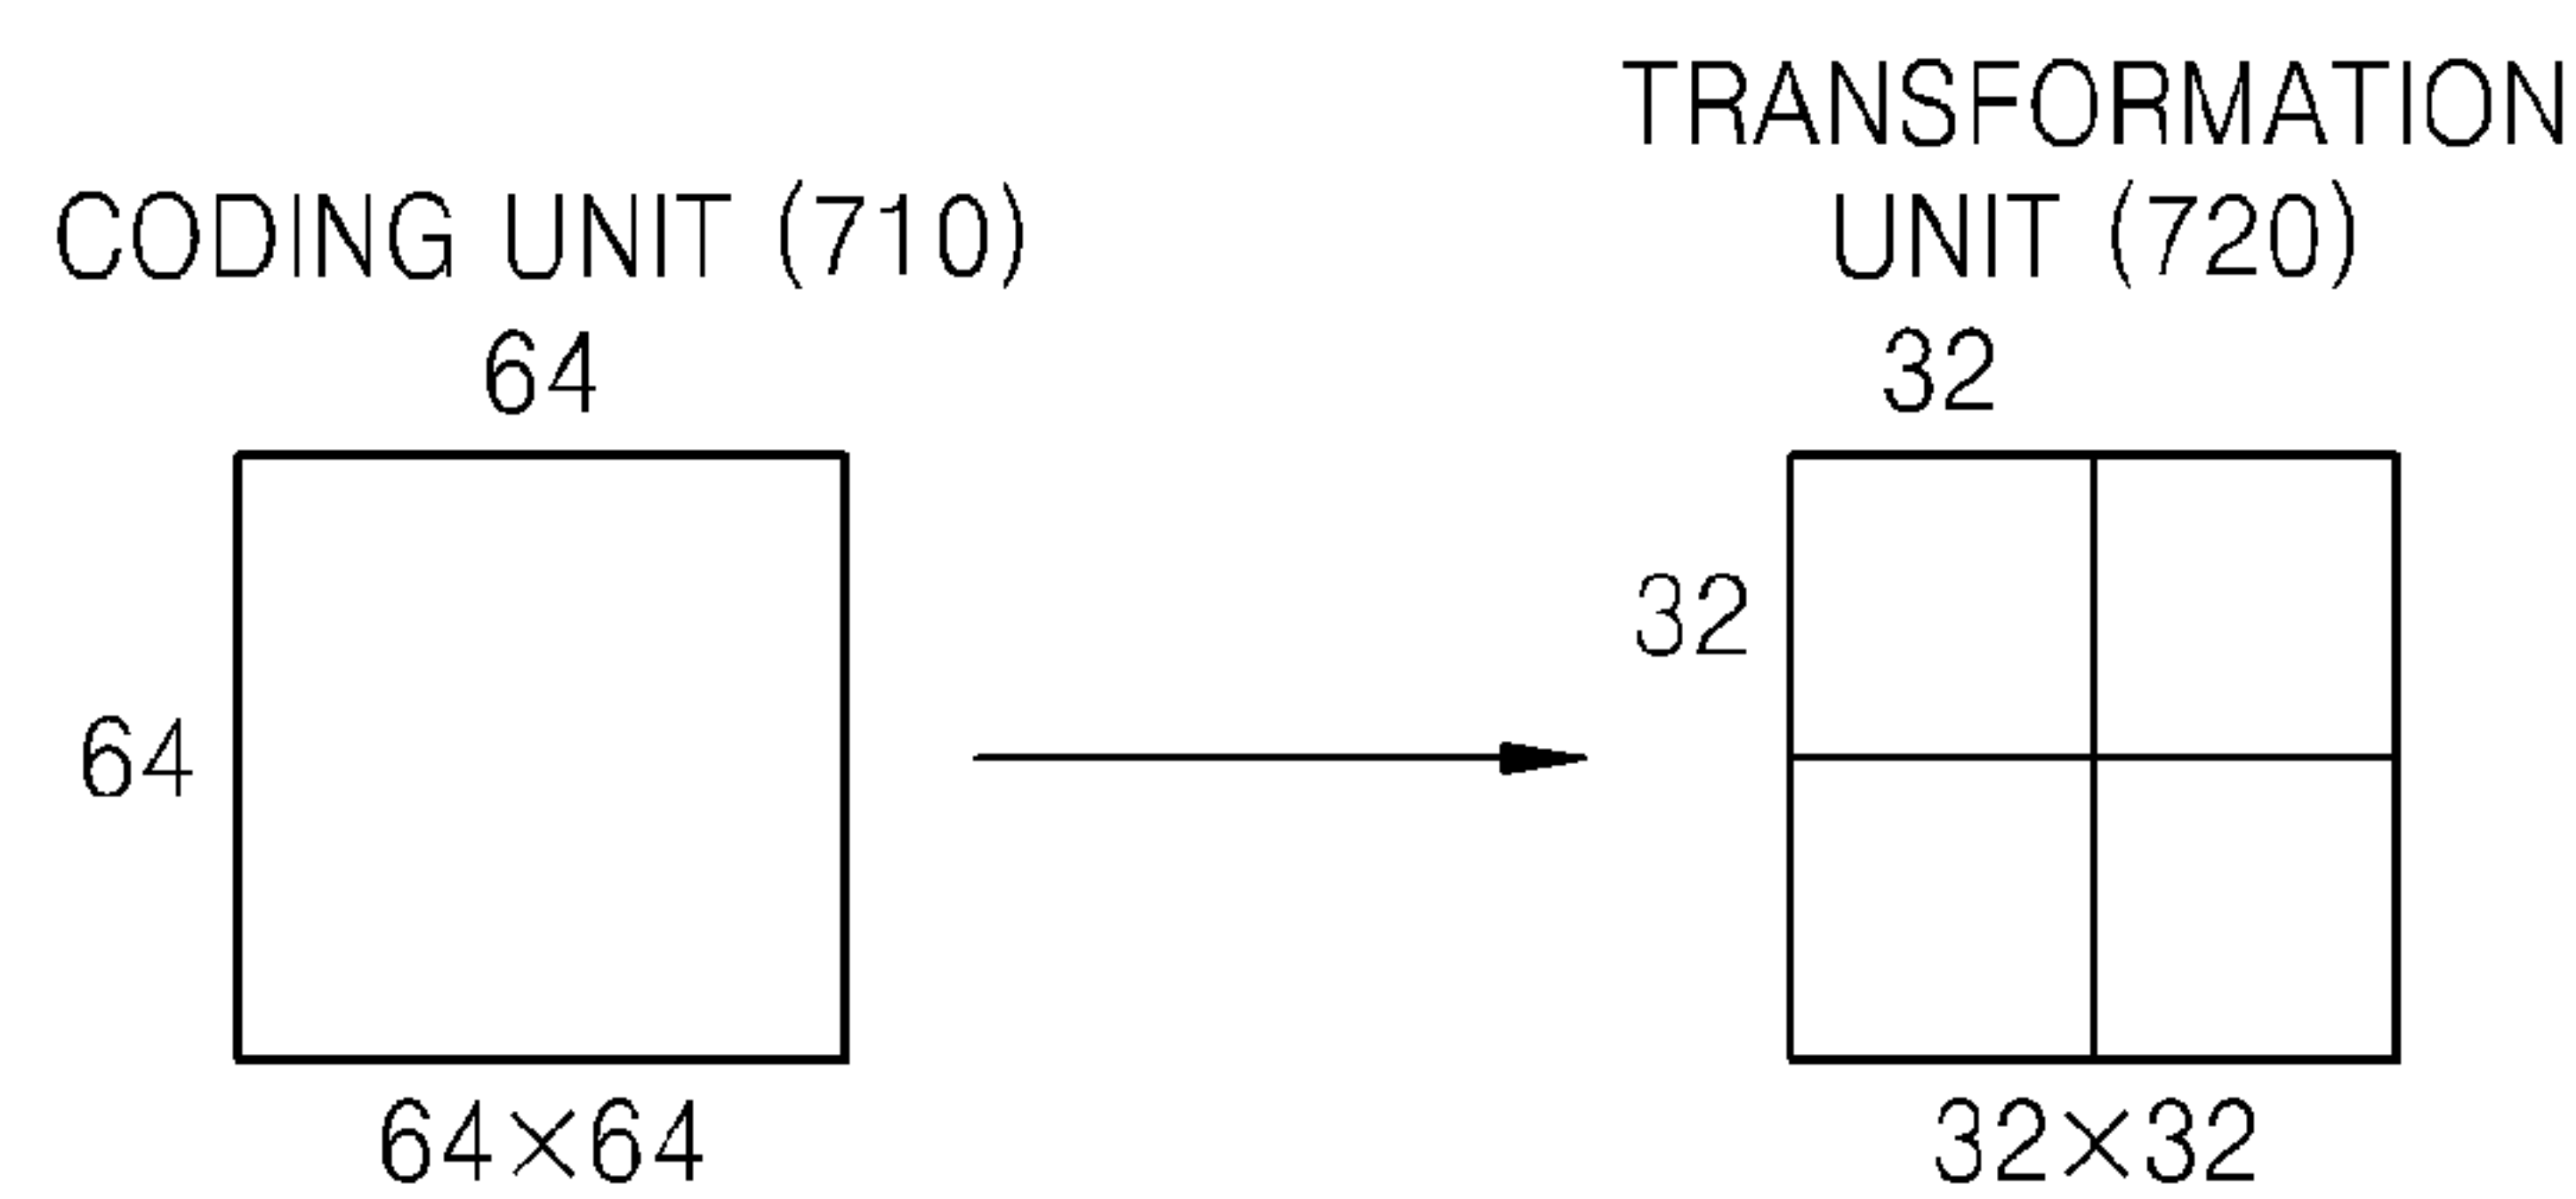 CODING UNIT (710)
64
64
64×64
TRANSFORMATION
UNIT (720)
32
32
32×32